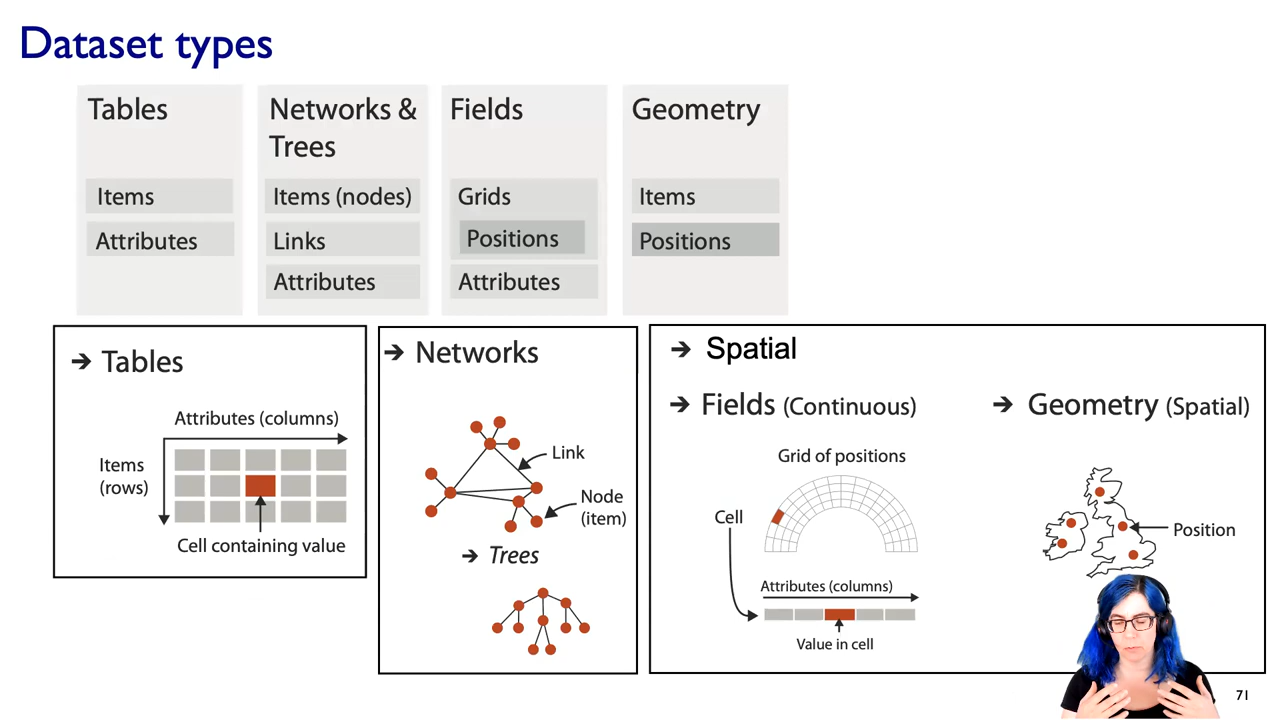 Dataset types
Tables
Items
Attributes
Networks &
Trees
Items (nodes)
Links
Attributes
Fields
Grids
Positions
Attributes
Geometry
Items
Positions
➔ Tables
Attributes (columns)
Items
(rows)
Cell containing value
➔ Networks
Link
Node
(item)
➔ Trees
➔ Spatial
➔ Fields (Continuous)
Grid of positions
Cell
Attributes (columns)
Value in cell
➔ Geometry (Spatial)
Position
71